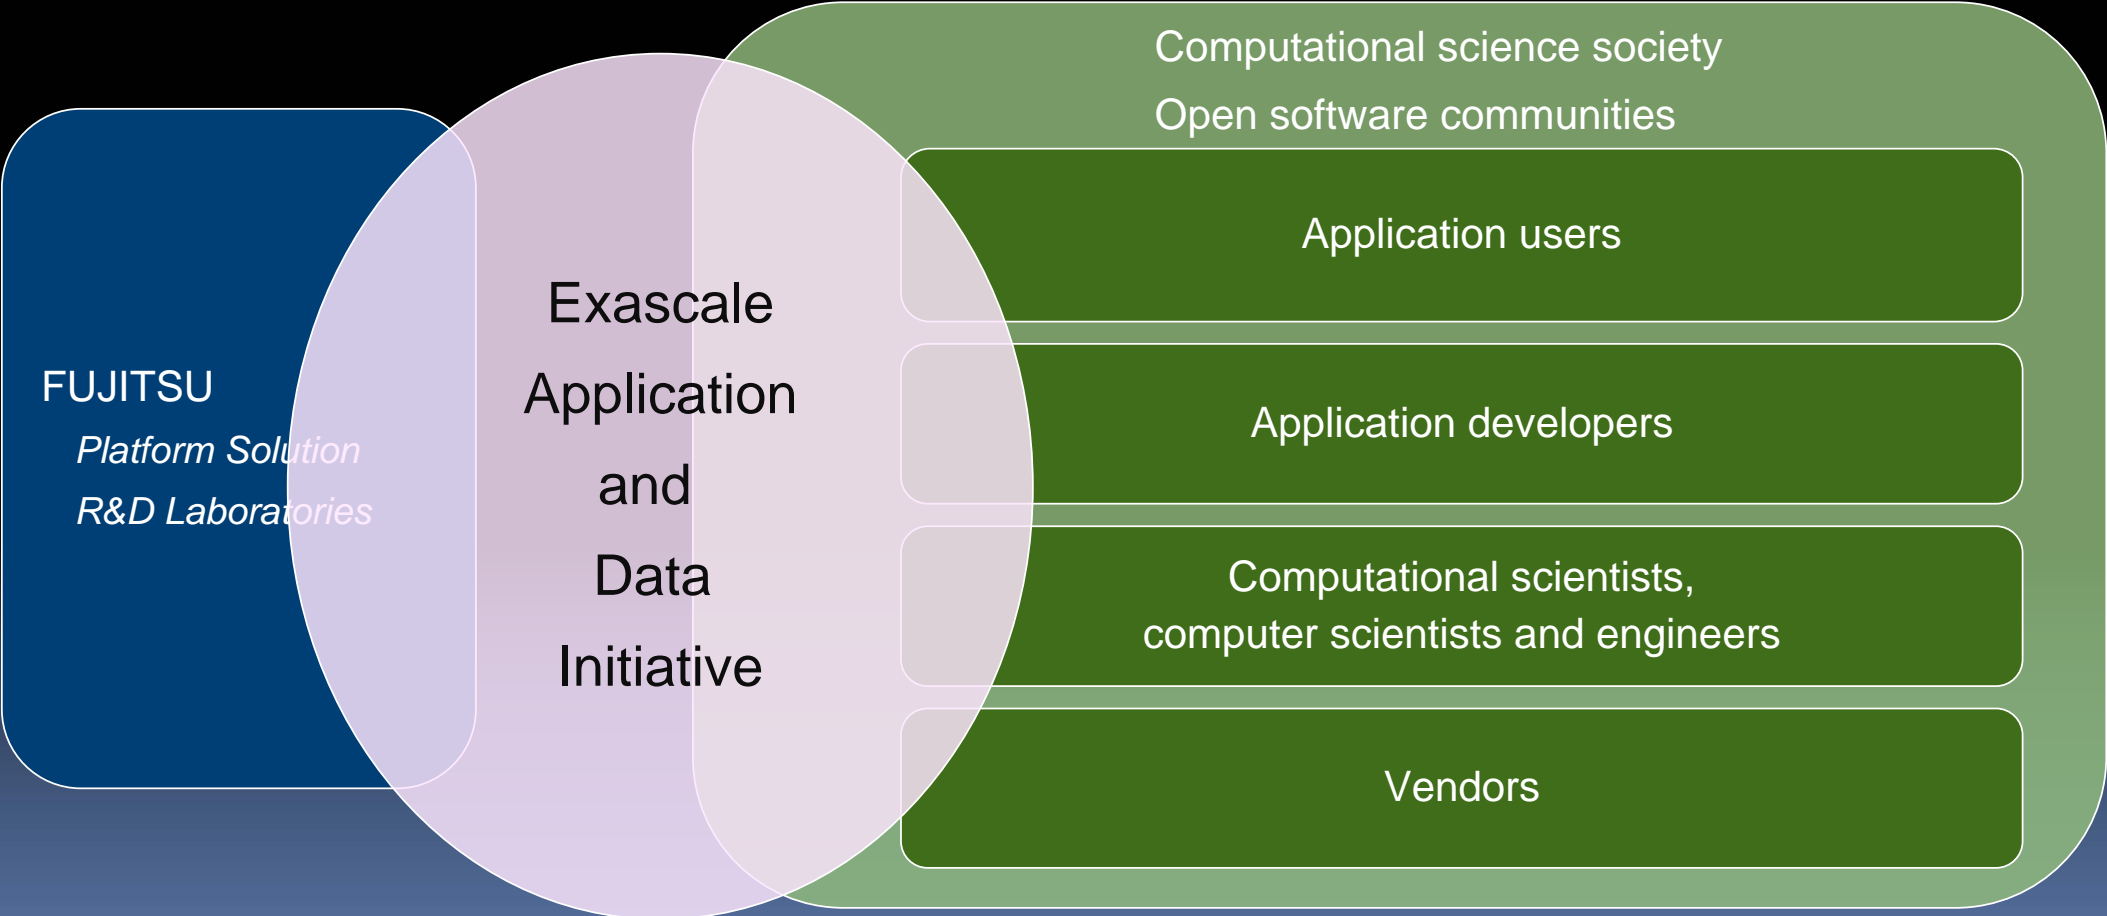 FUJITSU
Platform Solution
R&D Laboratories
Exascale
Application
and
Data
Initiative
Computational science society
Open software communities
Application users
Application developers
Computational scientists,
computer scientists and engineers
Vendors